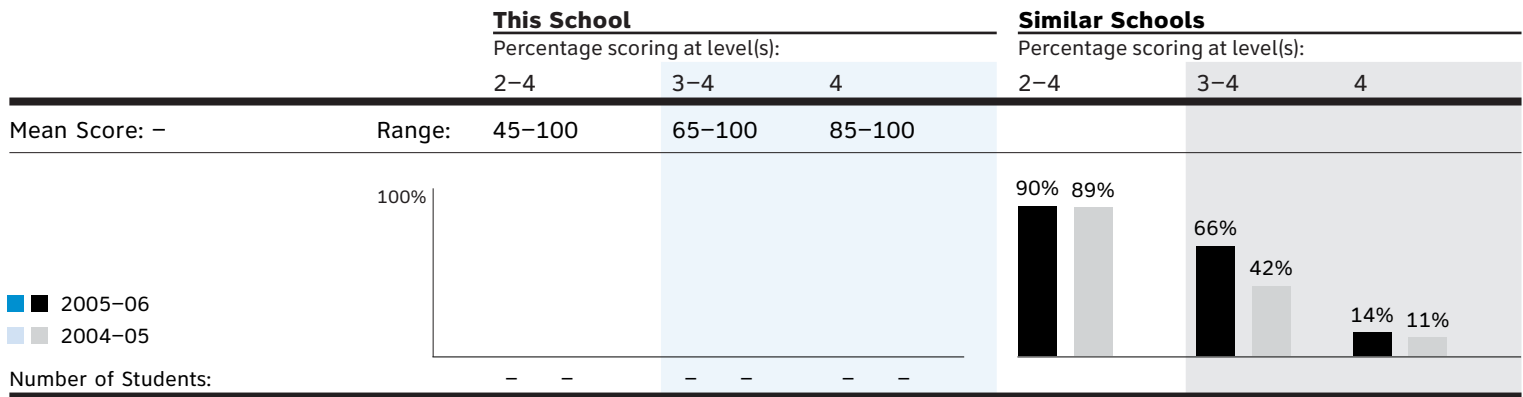 This School Similar Schools
Percentage scoring at level(s): Percentage scoring at level(s):
2–4 3–4 4 2–4 3–4 4
Mean Score: – Range: 45–100 65–100 85–100
90% 89%
100%
66%
42%
2005–06
14% 11%
2004–05
Number of Students: – – – – – –